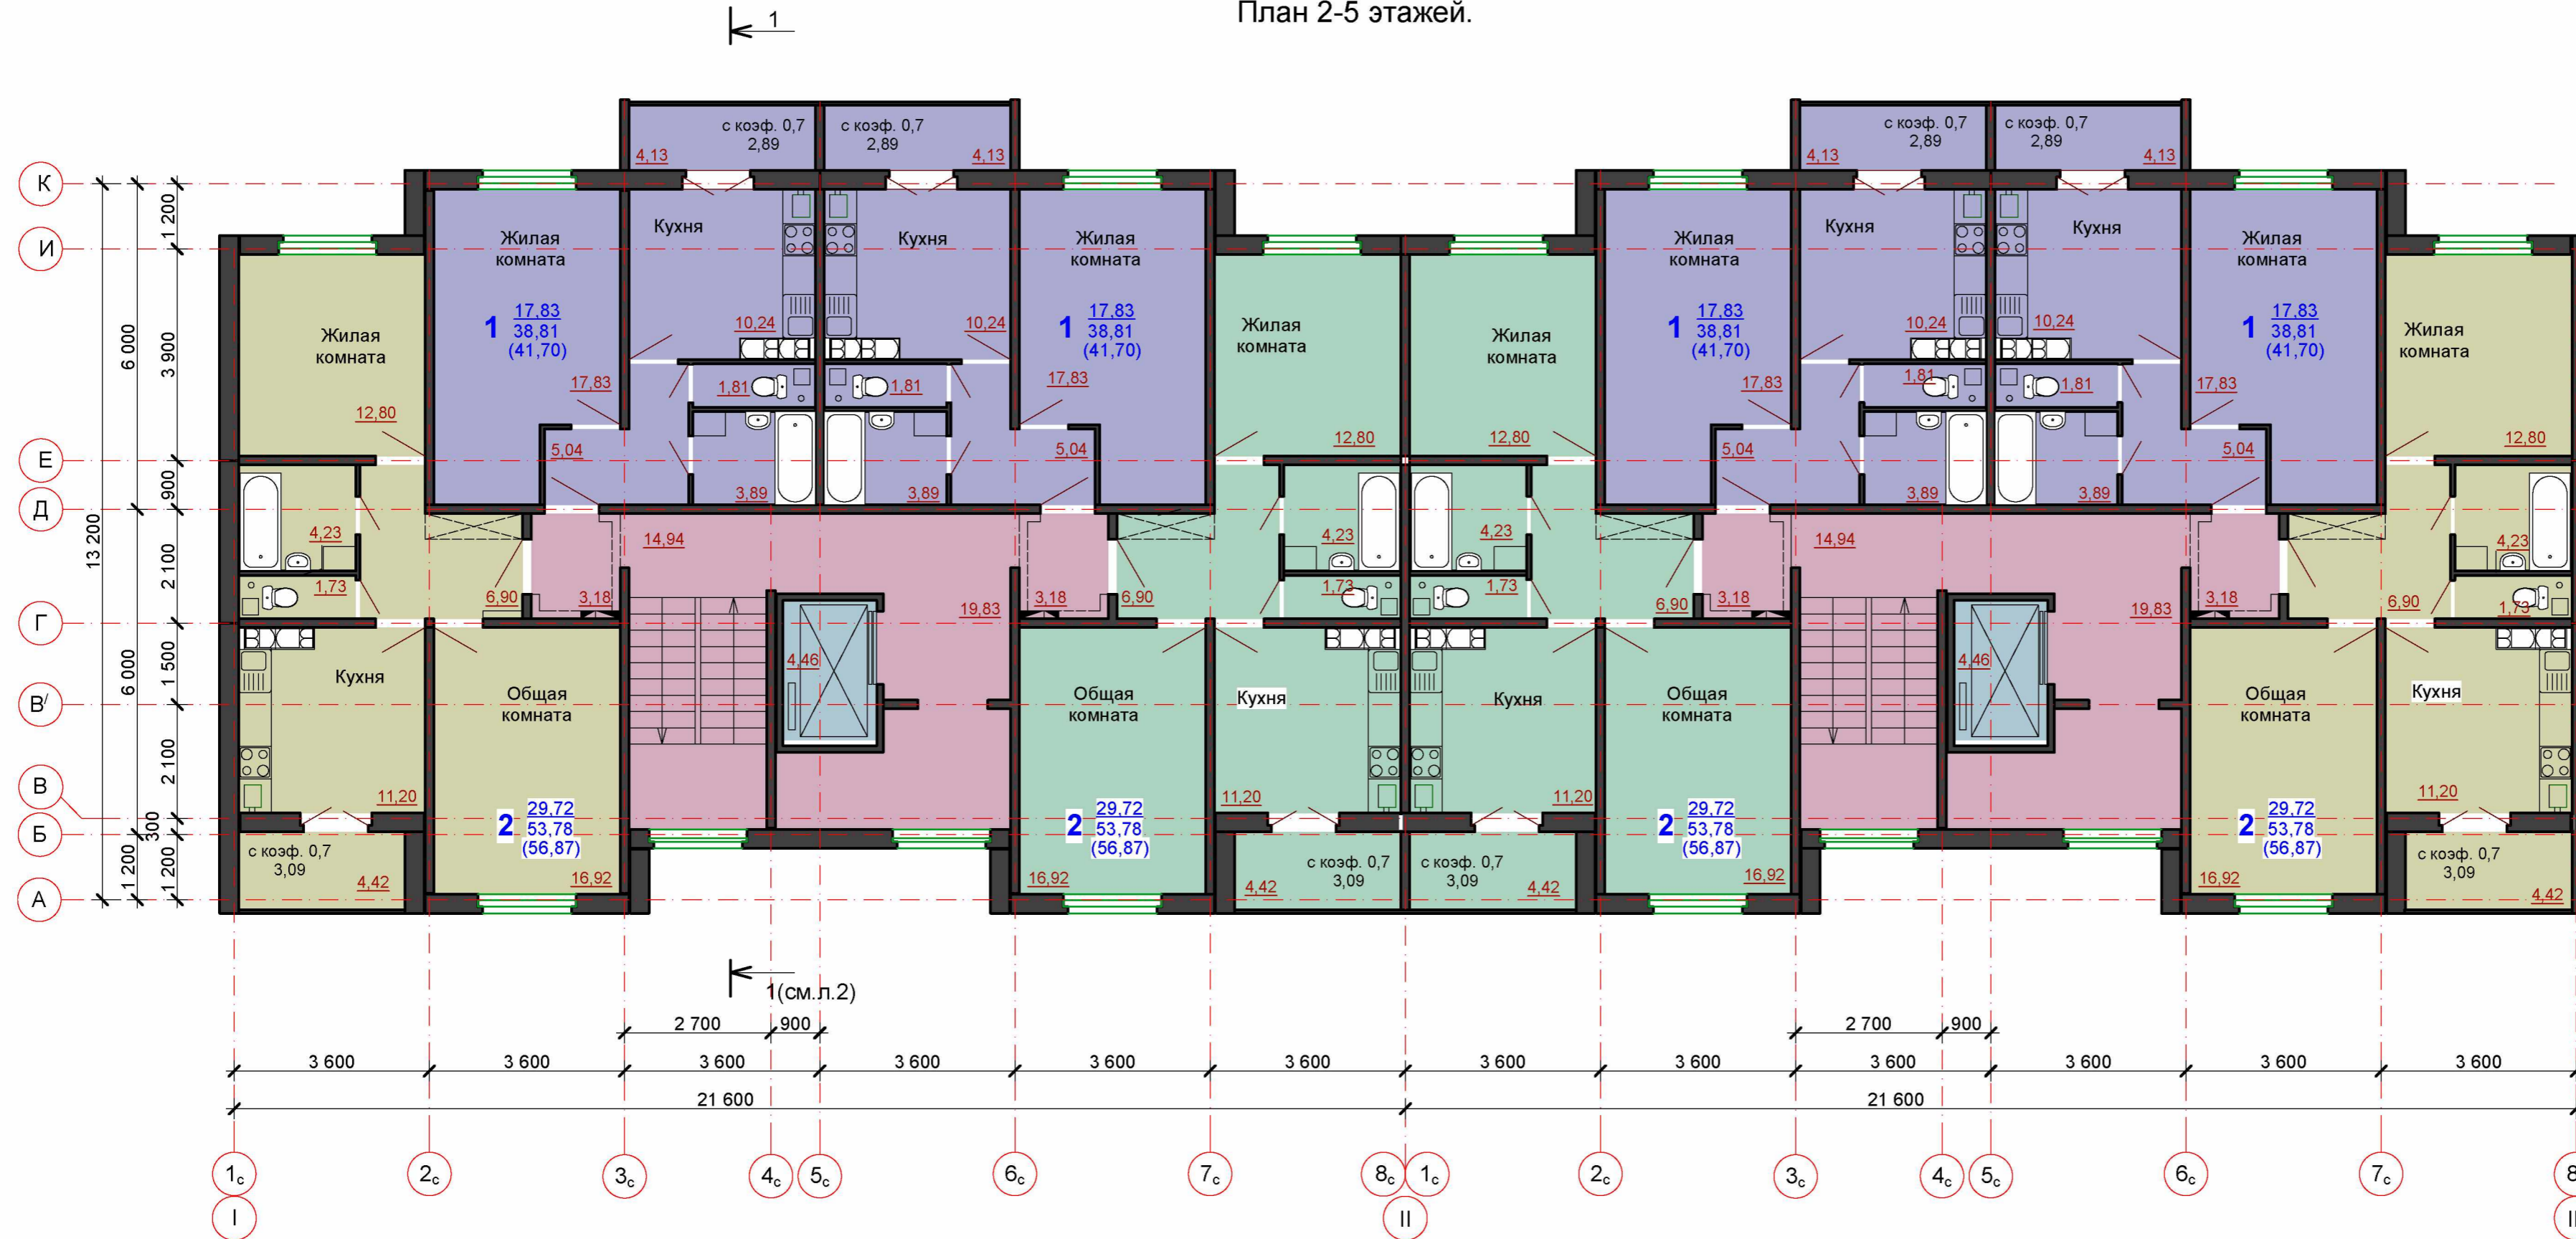 План 2-5 этажей.
1
с коэф. 0,7
2,89
4,13
с коэф. 0,7
2,89
4,13
с коэф. 0,7
2,89
4,13
с коэф. 0,7
2,89
4,13
К
И
Е
Д
Г
В/
В
Б
А
13 200
6 000
6 000
1 200
1 200
3 900
900
2 100
1 500
2 100
300
1 200
Жилая
комната
12,80
4,23
1,73
6,90
3,18
Кухня
11,20
с коэф. 0,7
3,09
4,42
Общая
комната
2
29,72
53,78
(56,87)
16,92
Жилая
комната
1
17,83
38,81
(41,70)
17,83
5,04
Кухня
10,24
1,81
3,89
Кухня
10,24
1,81
3,89
Жилая
комната
1
17,83
38,81
(41,70)
17,83
5,04
14,94
19,83
4,46
3,18
6,90
Общая
комната
2
29,72
53,78
(56,87)
16,92
Жилая
комната
12,80
4,23
1,73
Кухня
11,20
с коэф. 0,7
3,09
4,42
Жилая
комната
12,80
4,23
1,73
6,90
3,18
Кухня
11,20
с коэф. 0,7
3,09
4,42
Общая
комната
2
29,72
53,78
(56,87)
16,92
Жилая
комната
1
17,83
38,81
(41,70)
17,83
5,04
Кухня
10,24
1,81
3,89
Кухня
10,24
1,81
3,89
Жилая
комната
1
17,83
38,81
(41,70)
17,83
5,04
14,94
19,83
4,46
3,18
6,90
Общая
комната
2
29,72
53,78
(56,87)
16,92
Жилая
комната
12,80
4,23
1,73
Кухня
11,20
с коэф. 0,7
3,09
4,42
1(см.л.2)
2 700
900
2 700
900
3 600
3 600
3 600
3 600
3 600
3 600
3 600
3 600
3 600
3 600
3 600
3 600
21 600
21 600
1с
2с
3с
4с
5с
6с
7с
8с
1с
2с
3с
4с
5с
6с
7с
8
I
II